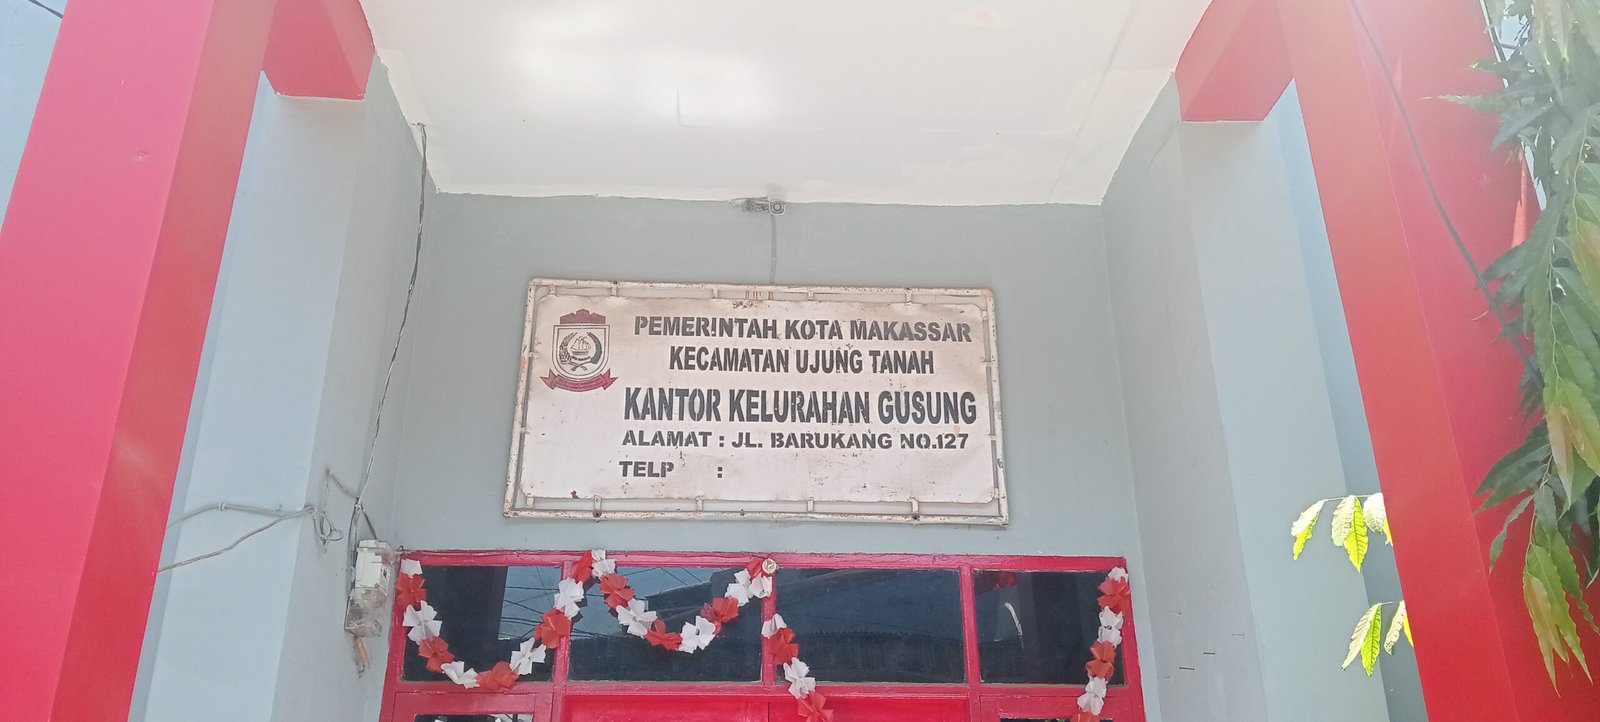 PEMERINTAH KOTA MAKASSAR
KECAMATAN UJUNG TANAH
KANTOR KELURAHAN GUSUNG
ALAMAT : JL. BARUKANG NO.127
TELP :